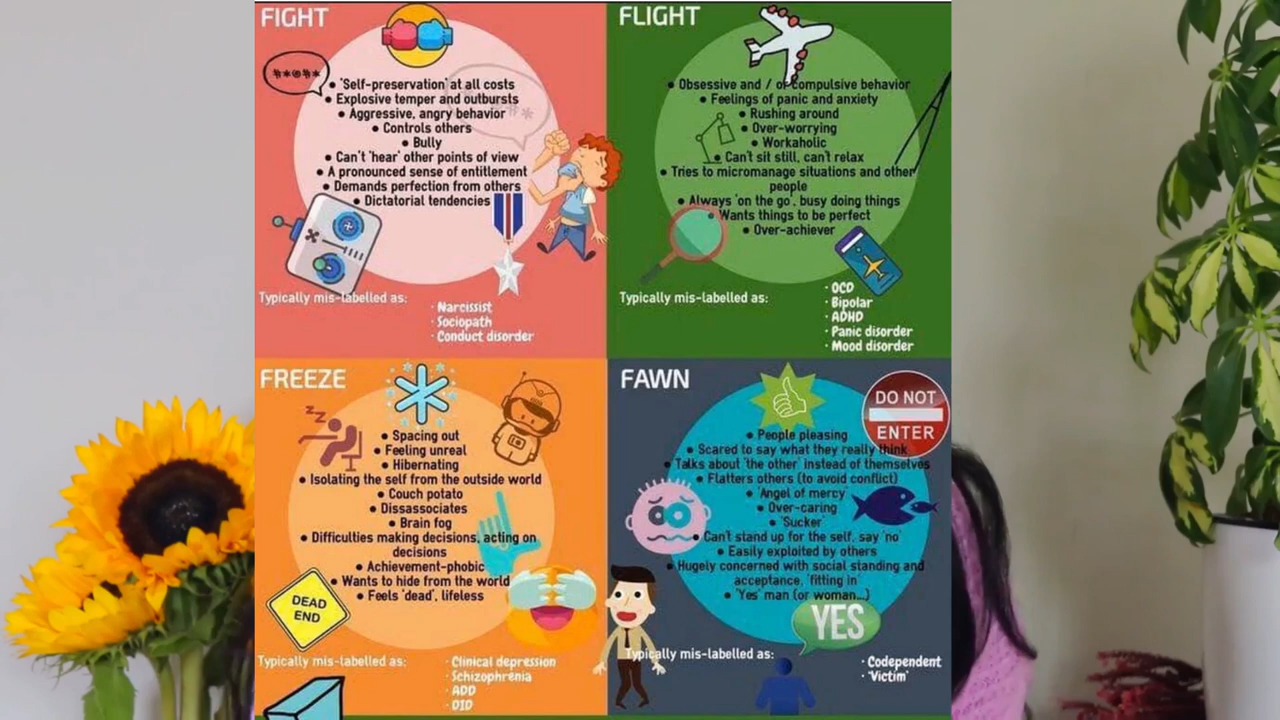 FIGHT
#*@#*
• 'Self-preservation' at all costs
• Explosive temper and outbursts
• Aggressive, angry behavior
• Controls others
• Bully
• Can't 'hear' other points of view
• A pronounced sense of entitlement
• Demands perfection from others
• Dictatorial tendencies
Typically mis-labelled as:
· Narcissist
· Sociopath
· Conduct disorder
FLIGHT
• Obsessive and / or compulsive behavior
• Feelings of panic and anxiety
• Rushing around
• Over-worrying
• Workaholic
• Can't sit still, can't relax
• Tries to micromanage situations and other
people
• Always 'on the go', busy doing things
• Wants things to be perfect
• Over-achiever
Typically mis-labelled as:
· OCD
· Bipolar
· ADHD
· Panic disorder
· Mood disorder
FREEZE
zzz
• Spacing out
• Feeling unreal
• Hibernating
• Isolating the self from the outside world
• Couch potato
• Dissassociates
• Brain fog
• Difficulties making decisions, acting on
decisions
• Achievement-phobic
• Wants to hide from the world
• Feels 'dead', lifeless
DEAD
END
Typically mis-labelled as:
· Clinical depression
· Schizophrenia
· ADD
· DID
FAWN
DO NOT
ENTER
• People pleasing
• Scared to say what they really think
• Talks about 'the other' instead of themselves
• Flatters others (to avoid conflict)
• 'Angel of mercy'
• Over-caring
• 'Sucker'
• Can't stand up for the self, say 'no'
• Easily exploited by others
• Hugely concerned with social standing and
acceptance, 'fitting in'
• 'Yes' man (or woman...)
YES
Typically mis-labelled as:
· Codependent
· 'Victim'